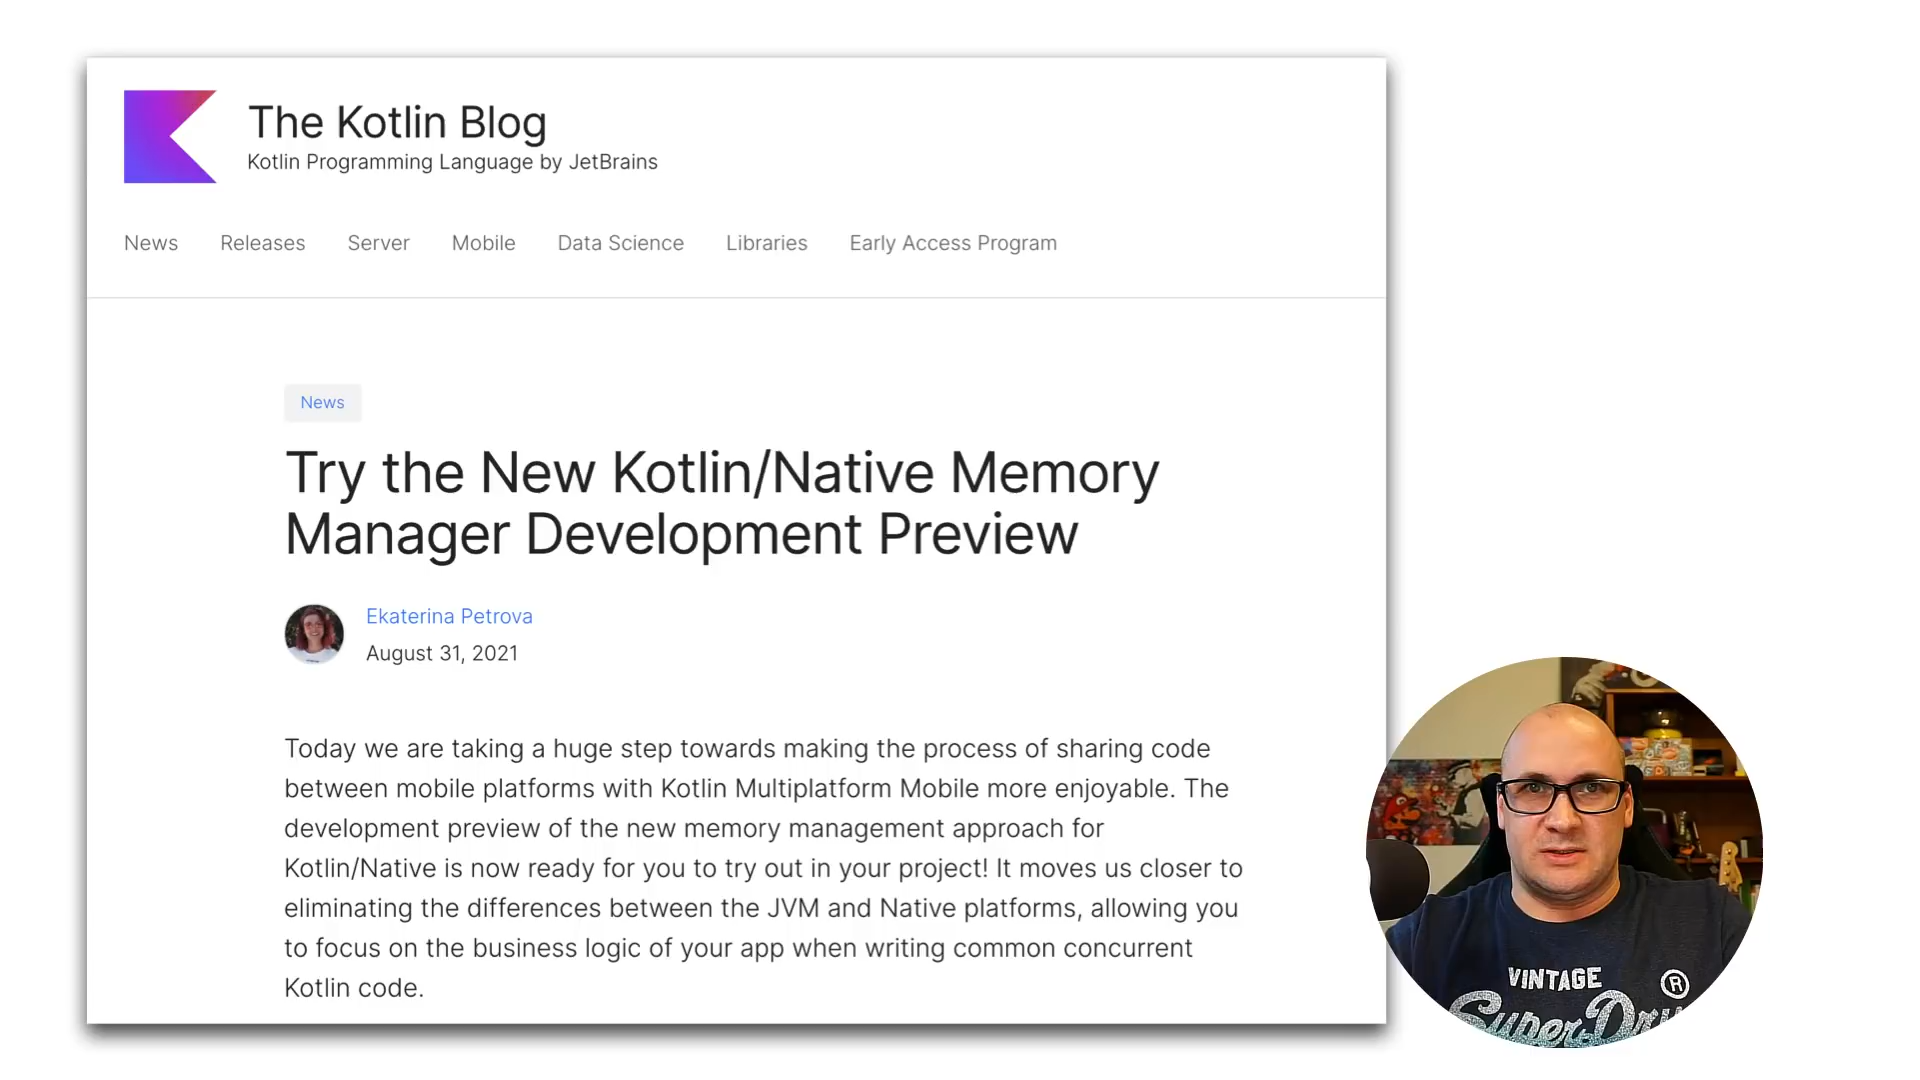 The Kotlin Blog
Kotlin Programming Language by JetBrains
News Releases Server Mobile Data Science Libraries Early Access Program
News
Try the New Kotlin/Native Memory
Manager Development Preview
Ekaterina Petrova
August 31, 2021
Today we are taking a huge step towards making the process of sharing code
between mobile platforms with Kotlin Multiplatform Mobile more enjoyable. The
development preview of the new memory management approach for
Kotlin/Native is now ready for you to try out in your project! It moves us closer to
eliminating the differences between the JVM and Native platforms, allowing you
to focus on the business logic of your app when writing common concurrent
Kotlin code.
VINTAGE ®